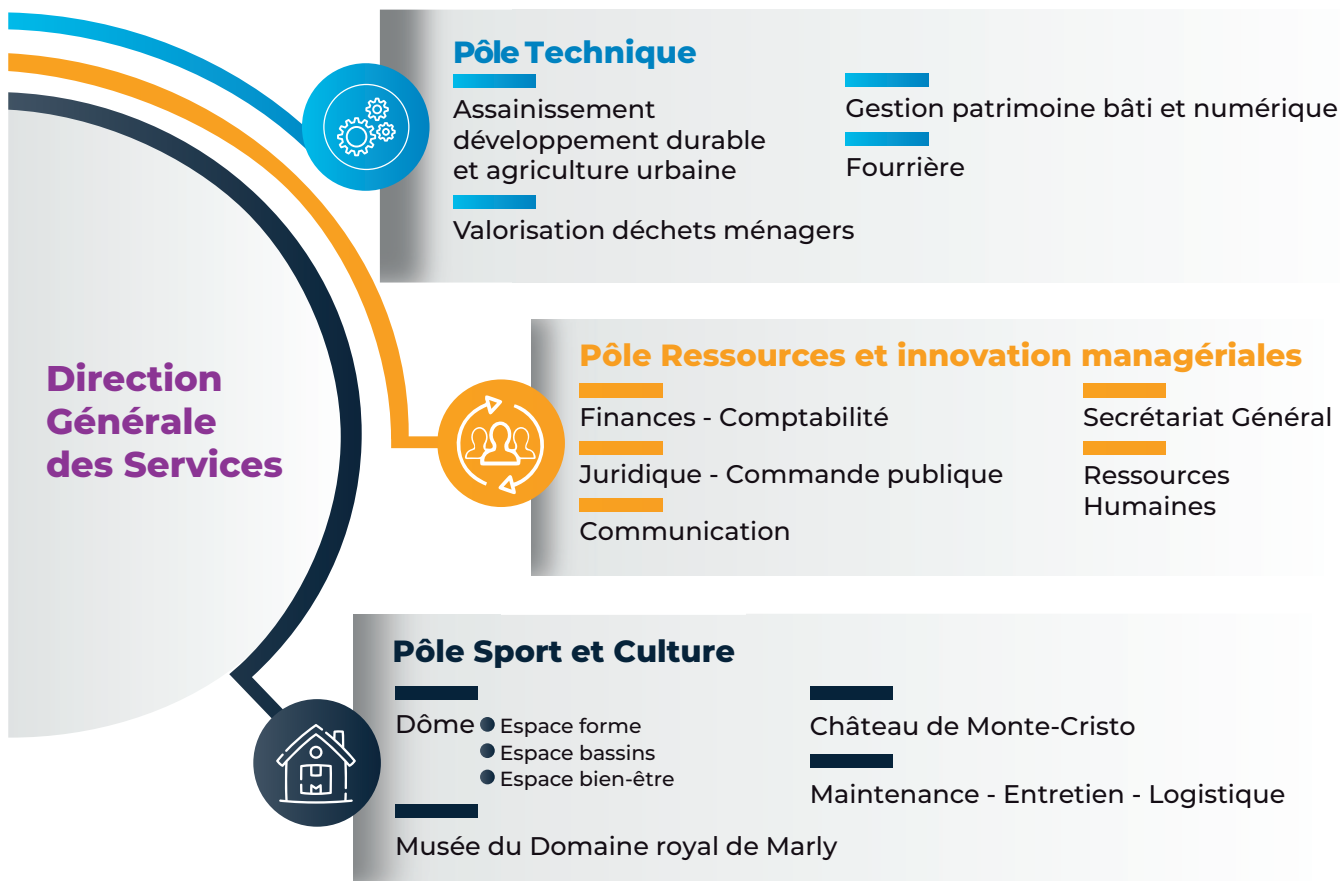 Direction
Générale
des Services
Pôle Technique
Assainissement
développement durable
et agriculture urbaine
Valorisation déchets ménagers
Gestion patrimoine bâti et numérique
Fourrière
Pôle Ressources et innovation managériales
Finances - Comptabilité
Juridique - Commande publique
Communication
Secrétariat Général
Ressources
Humaines
Pôle Sport et Culture
Dôme
Espace forme
Espace bassins
Espace bien-être
Musée du Domaine royal de Marly
Château de Monte-Cristo
Maintenance - Entretien - Logistique